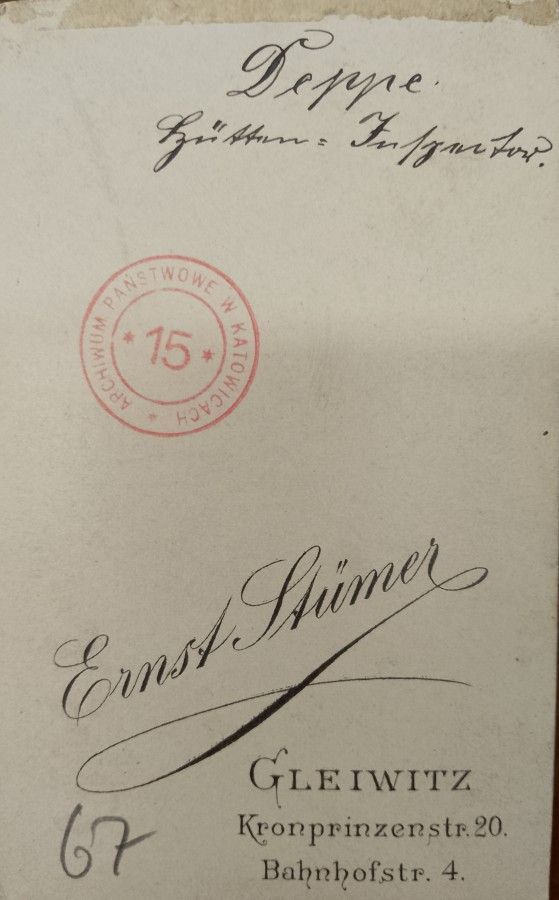 Deppe.
Hütten=Inspector.
ARCHIWUM PAŃSTWOWE W KATOWICACH *
* 15 *
Ernst Stümer
GLEIWITZ
Kronprinzenstr. 20.
Bahnhofstr. 4.
67